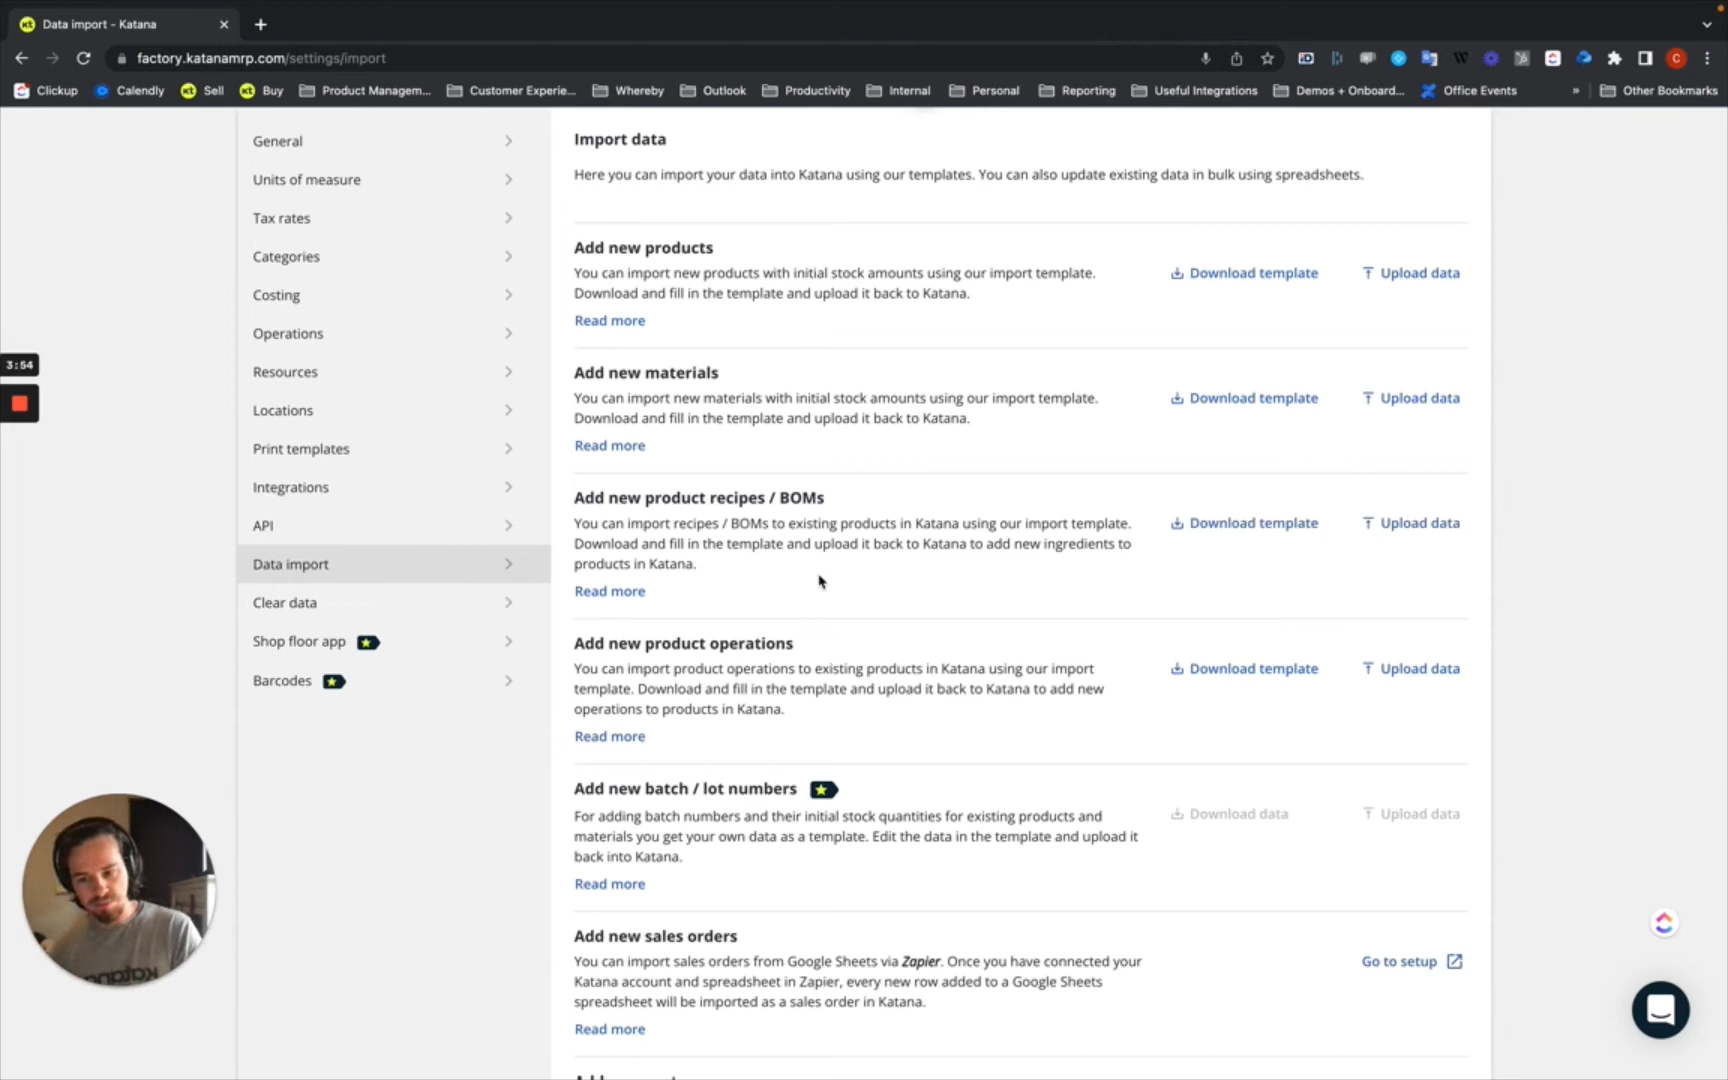 Data import – Katana
factory.katanamrp.com/settings/import
Clickup
Calendly
Sell
Buy
Product Managem...
Customer Experie...
Whereby
Outlook
Productivity
Internal
Personal
Reporting
Useful Integrations
Demos + Onboard...
Office Events
»
Other Bookmarks
General
Units of measure
Tax rates
Categories
Costing
Operations
Resources
Locations
Print templates
Integrations
API
Data import
Clear data
Shop floor app
Barcodes
3:54
Import data
Here you can import your data into Katana using our templates. You can also update existing data in bulk using spreadsheets.
Add new products
You can import new products with initial stock amounts using our import template.
Download and fill in the template and upload it back to Katana.
Read more
Download template
Upload data
Add new materials
You can import new materials with initial stock amounts using our import template.
Download and fill in the template and upload it back to Katana.
Read more
Download template
Upload data
Add new product recipes / BOMs
You can import recipes / BOMs to existing products in Katana using our import template.
Download and fill in the template and upload it back to Katana to add new ingredients to
products in Katana.
Read more
Download template
Upload data
Add new product operations
You can import product operations to existing products in Katana using our import
template. Download and fill in the template and upload it back to Katana to add new
operations to products in Katana.
Read more
Download template
Upload data
Add new batch / lot numbers
For adding batch numbers and their initial stock quantities for existing products and
materials you get your own data as a template. Edit the data in the template and upload it
back into Katana.
Read more
Download data
Upload data
Add new sales orders
You can import sales orders from Google Sheets via Zapier. Once you have connected your
Katana account and spreadsheet in Zapier, every new row added to a Google Sheets
spreadsheet will be imported as a sales order in Katana.
Read more
Go to setup